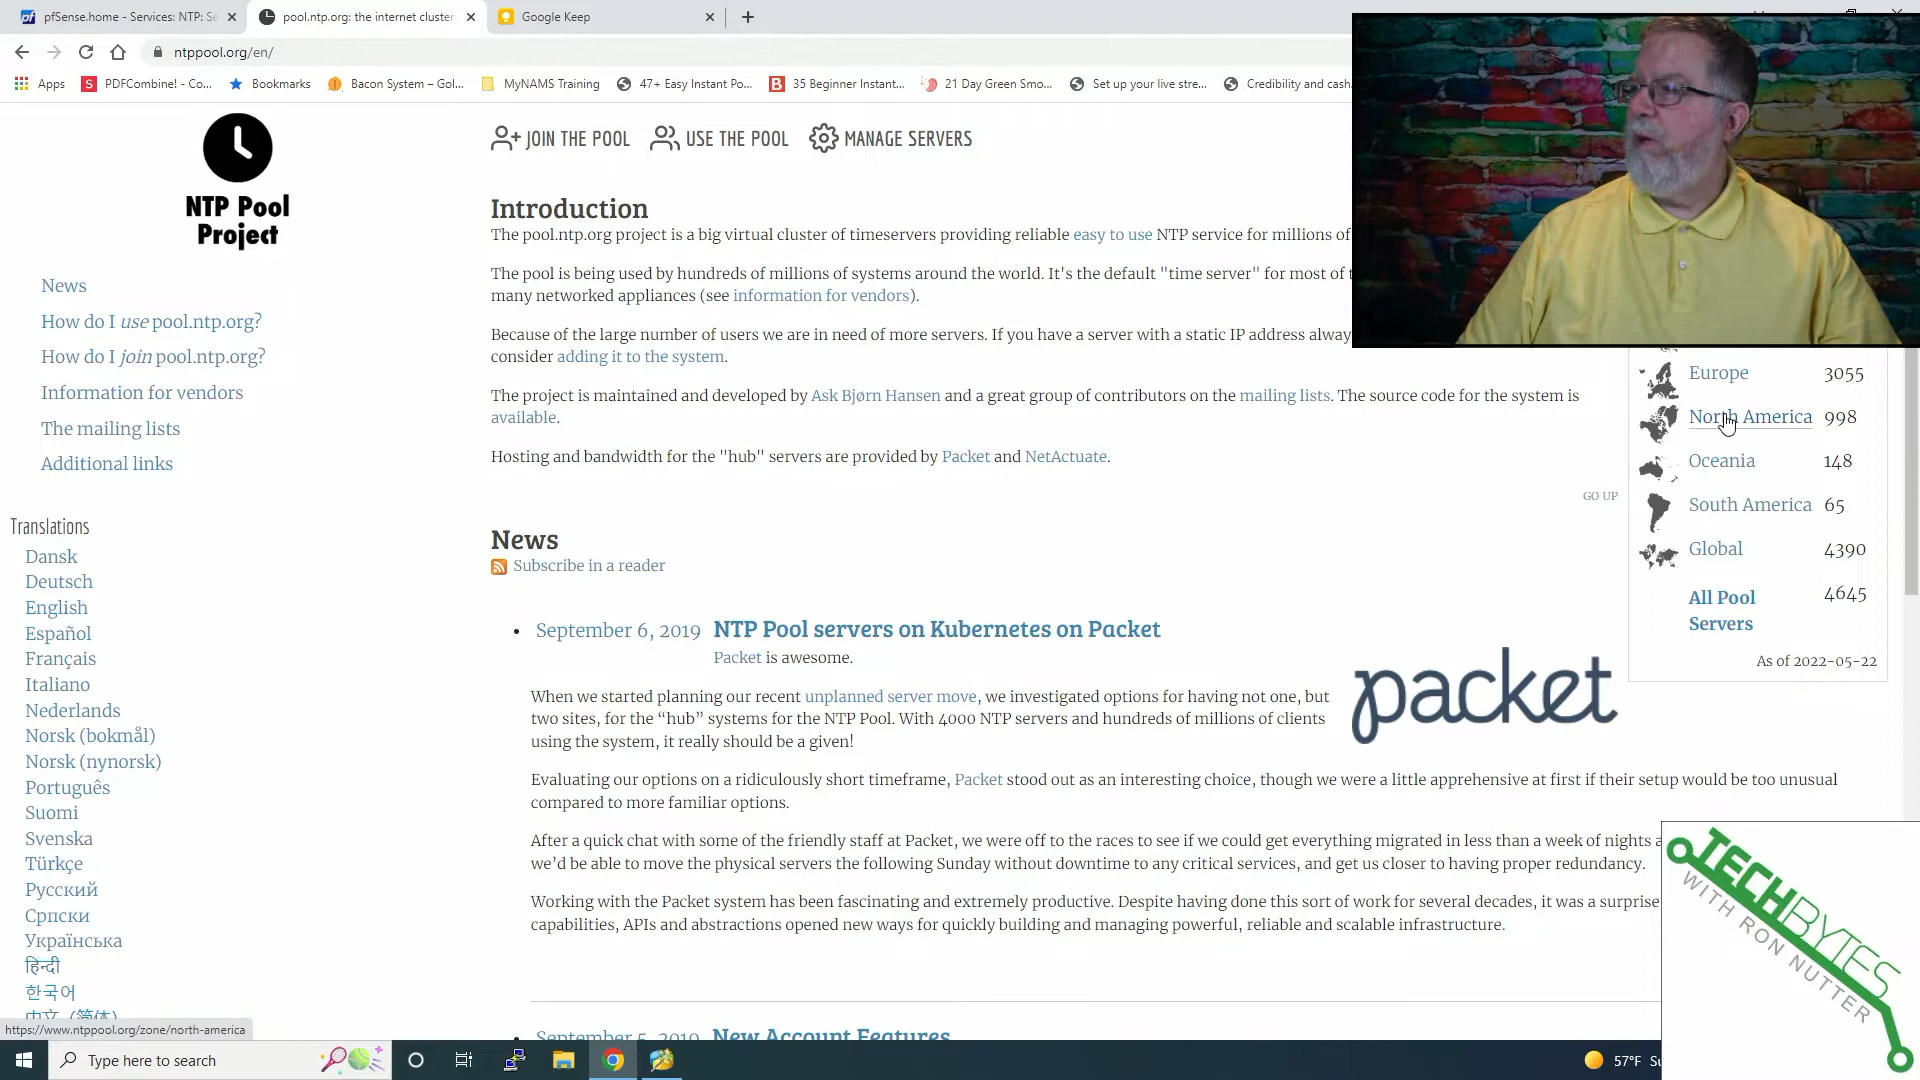 pfSense.home - Services: NTP: Se
pool.ntp.org: the internet cluster
Google Keep
ntppool.org/en/
Apps
PDFCombine! - Co...
Bookmarks
Bacon System – Gol...
MyNAMS Training
47+ Easy Instant Po...
35 Beginner Instant...
21 Day Green Smo...
Set up your live stre...
Credibility and cash
NTP Pool
Project
JOIN THE POOL
USE THE POOL
MANAGE SERVERS
News
How do I use pool.ntp.org?
How do I join pool.ntp.org?
Information for vendors
The mailing lists
Additional links
Translations
Dansk
Deutsch
English
Español
Français
Italiano
Nederlands
Norsk (bokmål)
Norsk (nynorsk)
Português
Suomi
Svenska
Türkçe
Русский
Српски
Українська
हिन्दी
한국어
中文 (简体)
Introduction
The pool.ntp.org project is a big virtual cluster of timeservers providing reliable easy to use NTP service for millions of
The pool is being used by hundreds of millions of systems around the world. It's the default "time server" for most of
many networked appliances (see information for vendors).
Because of the large number of users we are in need of more servers. If you have a server with a static IP address
consider adding it to the system.
The project is maintained and developed by Ask Bjørn Hansen and a great group of contributors on the mailing lists. The source code for the system is
available.
Hosting and bandwidth for the "hub" servers are provided by Packet and NetActuate.
GO UP
Europe 3055
North America 998
Oceania 148
South America 65
Global 4390
All Pool
Servers 4645
As of 2022-05-22
News
Subscribe in a reader
• September 6, 2019 NTP Pool servers on Kubernetes on Packet
Packet is awesome.
packet
When we started planning our recent unplanned server move, we investigated options for having not one, but
two sites, for the “hub” systems for the NTP Pool. With 4000 NTP servers and hundreds of millions of clients
using the system, it really should be a given!
Evaluating our options on a ridiculously short timeframe, Packet stood out as an interesting choice, though we were a little apprehensive at first if their setup would be too unusual
compared to more familiar options.
After a quick chat with some of the friendly staff at Packet, we were off to the races to see if we could get everything migrated in less than a week of nights
we’d be able to move the physical servers the following Sunday without downtime to any critical services, and get us closer to having proper redundancy.
Working with the Packet system has been fascinating and extremely productive. Despite having done this sort of work for several decades, it was a surprise
capabilities, APIs and abstractions opened new ways for quickly building and managing powerful, reliable and scalable infrastructure.
• September 5, 2019 New Account Features
TECHBYTES
WITH RON NUTTER
https://www.ntppool.org/zone/north-america
Type here to search
57°F